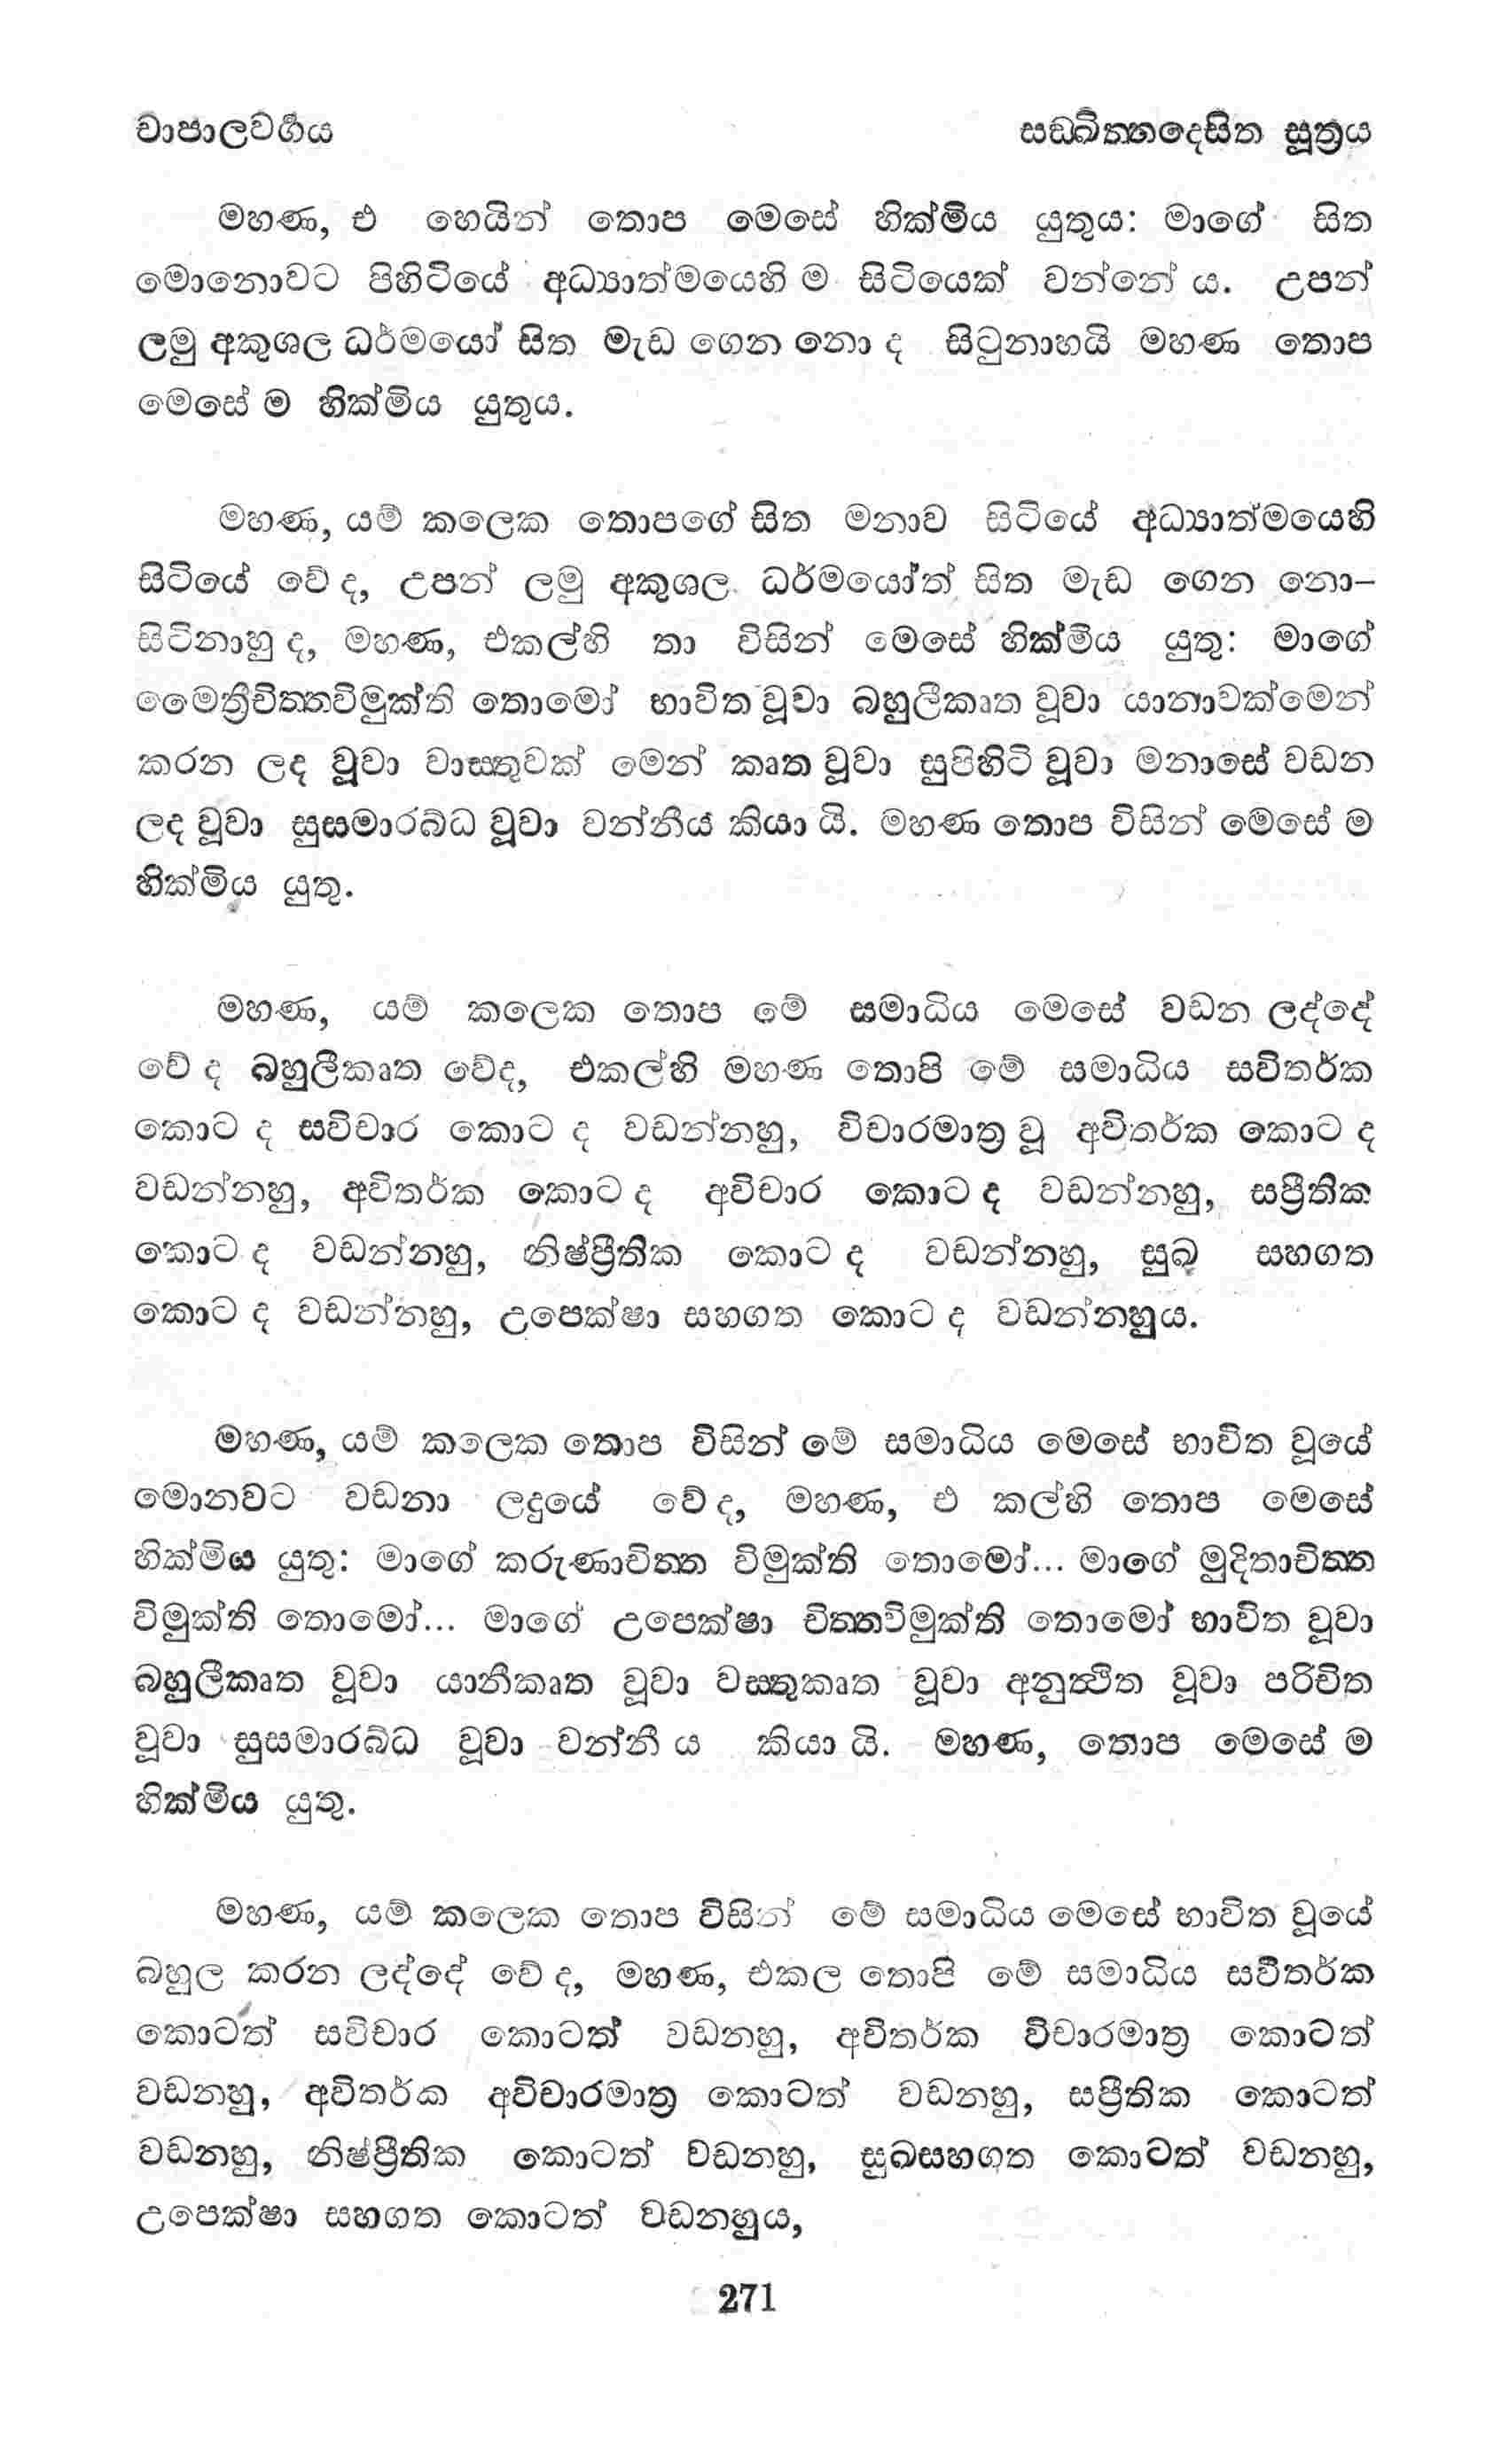 චාපාලවර්‍ගය
සඞ්ඛිත්තදෙසිත සූත්‍රය
මහණ, එ හෙයින් තොප මෙසේ හික්මිය යුතුය: මාගේ සිත
මොනොවට පිහිටියේ අධ්‍යාත්මයෙහි ම සිටියෙක් වන්නේ ය. උපන්
ලමු අකුශල ධර්මයෝ සිත මැඩ ගෙන නො ද සිටුනාහයි මහණ තොප
මෙසේ ම හික්මිය යුතුය.
මහණ, යම් කලෙක තොපගේ සිත මනාව සිටියේ අධ්‍යාත්මයෙහි
සිටියේ වේ ද, උපන් ලමු අකුශල ධර්මයෝත් සිත මැඩ ගෙන නො–
සිටිනාහු ද, මහණ, එකල්හි තා විසින් මෙසේ හික්මිය යුතු: මාගේ
මෛත්‍රීචිත්තවිමුක්ති තොමෝ භාවිත වූවා බහුලීකෘත වූවා යානාවක්මෙන්
කරන ලද වූවා වාස්තුවක් මෙන් කෘත වූවා සුපිහිටි වූවා මනාසේ වඩන
ලද වූවා සුසමාරබ්ධ වූවා වන්නීය කියා යි. මහණ තොප විසින් මෙසේ ම
හික්මිය යුතු.
මහණ, යම් කලෙක තොප මේ සමාධිය මෙසේ වඩන ලද්දේ
වේ ද බහුලීකෘත වේද, එකල්හි මහණ තොපි මේ සමාධිය සවිතර්ක
කොට ද සවිචාර කොට ද වඩන්නහු, විචාරමාත්‍ර වූ අවිතර්ක කොට ද
වඩන්නහු, අවිතර්ක කොට ද අවිචාර කොට ද වඩන්නහු, සප්‍රීතික
කොට ද වඩන්නහු, නිෂ්ප්‍රීතික කොට ද වඩන්නහු, සුඛ සහගත
කොට ද වඩන්නහු, උපෙක්ෂා සහගත කොට ද වඩන්නහුය.
මහණ, යම් කලෙක තොප විසින් මේ සමාධිය මෙසේ භාවිත වූයේ
මොනවට වඩනා ලදුයේ වේ ද, මහණ, එ කල්හි තොප මෙසේ
හික්මිය යුතු: මාගේ කරුණාචිත්ත විමුක්ති තොමෝ... මාගේ මුදිතාචිත්ත
විමුක්ති තොමෝ... මාගේ උපෙක්ෂා චිත්තවිමුක්ති තොමෝ භාවිත වූවා
බහුලීකෘත වූවා යානීකෘත වූවා වස්තුකෘත වූවා අනුත්‍ථිත වූවා පරිචිත
වූවා සුසමාරබ්ධ වූවා වන්නී ය කියා යි. මහණ, තොප මෙසේ ම
හික්මිය යුතු.
මහණ, යම් කලෙක තොප විසින් මේ සමාධිය මෙසේ භාවිත වූයේ
බහුල කරන ලද්දේ වේ ද, මහණ, එකල තොපි මේ සමාධිය සවිතර්ක
කොටත් සවිචාර කොටත් වඩනහු, අවිතර්ක විචාරමාත්‍ර කොටත්
වඩනහු, අවිතර්ක අවිචාරමාත්‍ර කොටත් වඩනහු, සප්‍රීතික කොටත්
වඩනහු, නිෂ්ප්‍රීතික කොටත් වඩනහු, සුඛසහගත කොටත් වඩනහු,
උපෙක්ෂා සහගත කොටත් වඩනහුය,
271